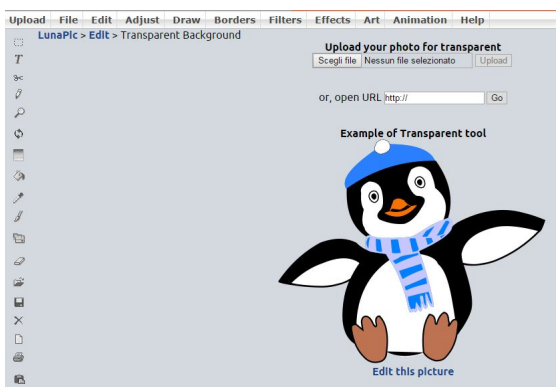 Upload File Edit Adjust Draw Borders Filters Effects Art Animation Help
LunaPic > Edit > Transparent Background
Upload your photo for transparent
Scegli file Nessun file selezionato Upload
or, open URL http:// Go
Example of Transparent tool
Edit this picture